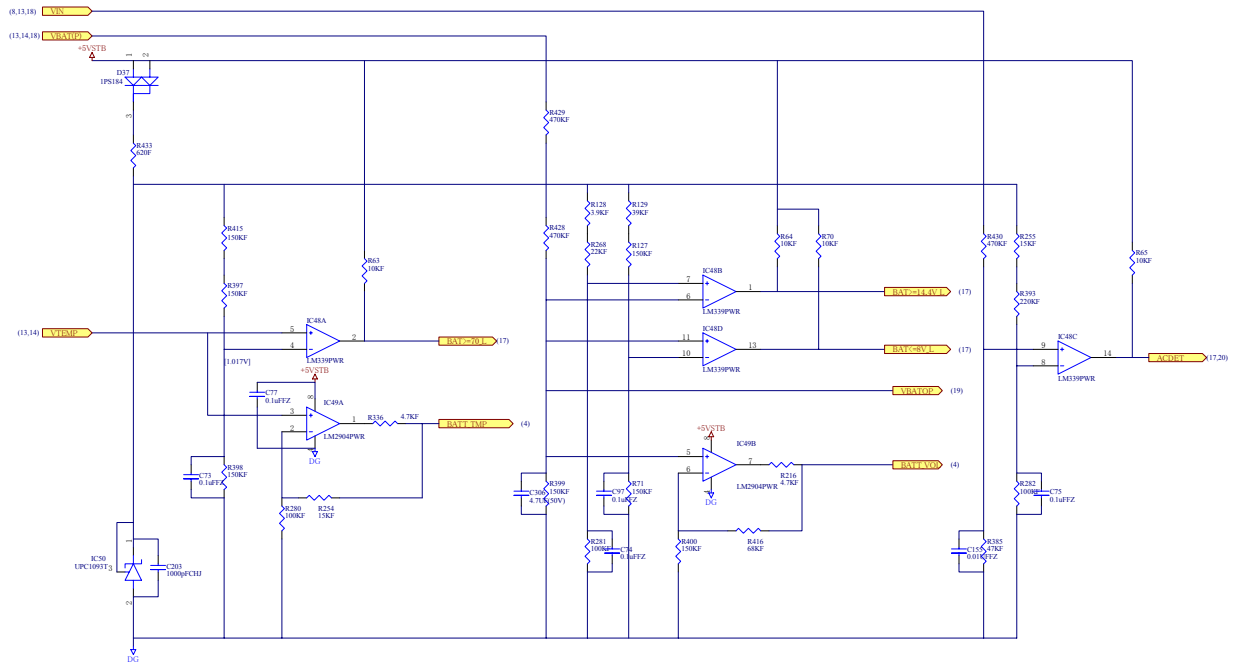 (8,13,18) VIN
(13,14,18) VBAT(P)
+5VSTB
1 2
D37
1PS184
3
R433
620F
R429
470KF
R415
150KF
R397
150KF
R63
10KF
R428
470KF
R128
3.9KF
R129
39KF
R268
22KF
R127
150KF
R64
10KF
R70
10KF
R430
470KF
R255
15KF
R393
220KF
R65
10KF
(13,14) VTEMP
5
4
IC48A
2
LM339PWR
BAT>=70_L (17)
[1.017V]
7
6
IC48B
1
LM339PWR
BAT>=14.4V_L (17)
11
10
IC48D
13
LM339PWR
BAT<=8V_L (17)
9
8
IC48C
14
LM339PWR
ACDET (17,20)
VBATOP (19)
+5VSTB
C77
0.1uFFZ
8
IC49A
3
2
1
LM2904PWR
DG
R336 4.7KF
BATT_TMP (4)
C73
0.1uFFZ
R398
150KF
R280
100KF
R254
15KF
+5VSTB
8
IC49B
5
6
7
4
LM2904PWR
DG
R216
4.7KF
BATT_VOL (4)
C306
4.7U (50V)
R399
150KF
C97
0.1uFFZ
R71
150KF
R281
100KF
C74
0.1uFFZ
R400
150KF
R416
68KF
R282
100KF
C75
0.1uFFZ
C155
0.01uFFZ
R385
47KF
IC50
UPC1093T
1
3
2
C203
1000pFCHJ
DG